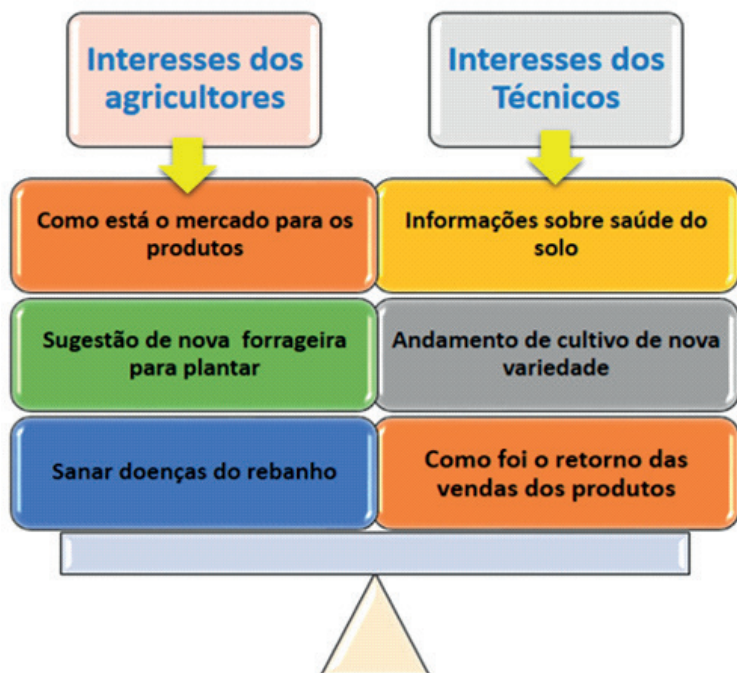 Interesses dos
agricultores
Interesses dos
Técnicos
Como está o mercado para os
produtos
Informações sobre saúde do
solo
Sugestão de nova forrageira
para plantar
Andamento de cultivo de nova
variedade
Sanar doenças do rebanho
Como foi o retorno das
vendas dos produtos